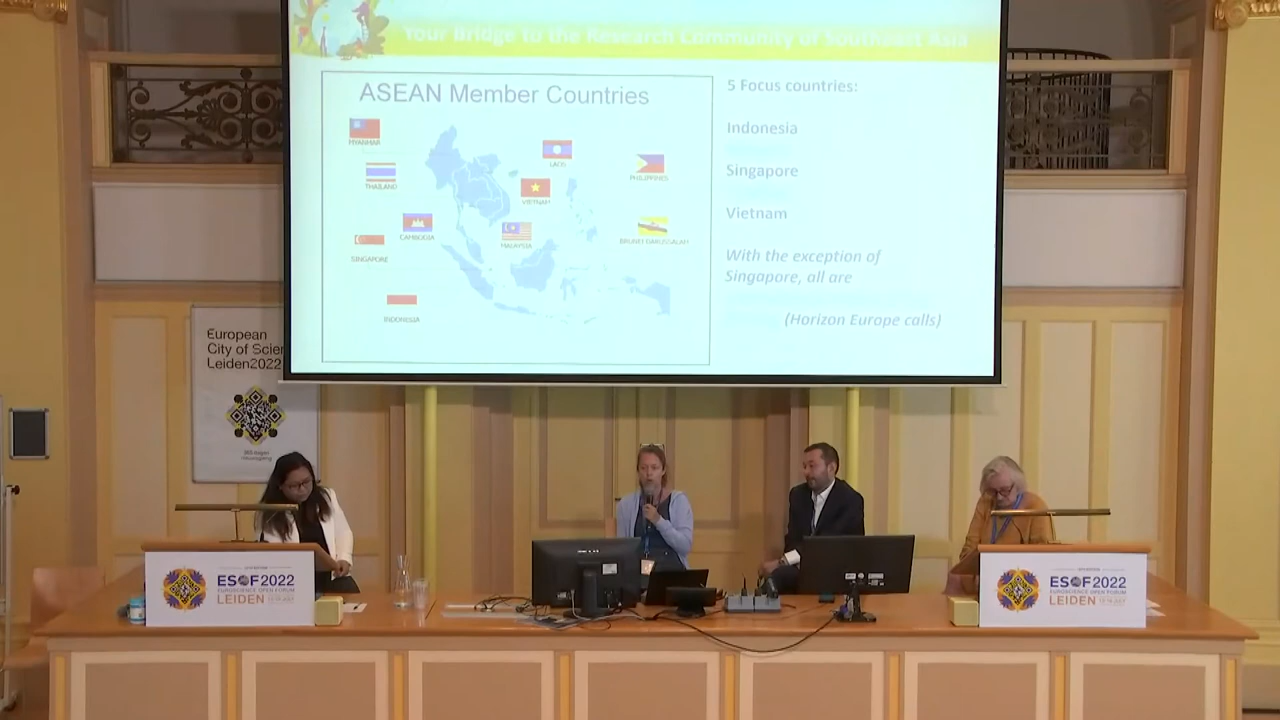 Your Bridge to the Research Community of Southeast Asia
ASEAN Member Countries
MYANMAR
THAILAND
LAOS
PHILIPPINES
VIETNAM
CAMBODIA
MALAYSIA
BRUNEI DARUSSALAM
SINGAPORE
INDONESIA
5 Focus countries:
Indonesia
Singapore
Vietnam
With the exception of
Singapore, all are
(Horizon Europe calls)
European
City of Scien
Leiden2022
ESOF2022
EUROSCIENCE OPEN FORUM
LEIDEN
ESOF2022
EUROSCIENCE OPEN FORUM
LEIDEN